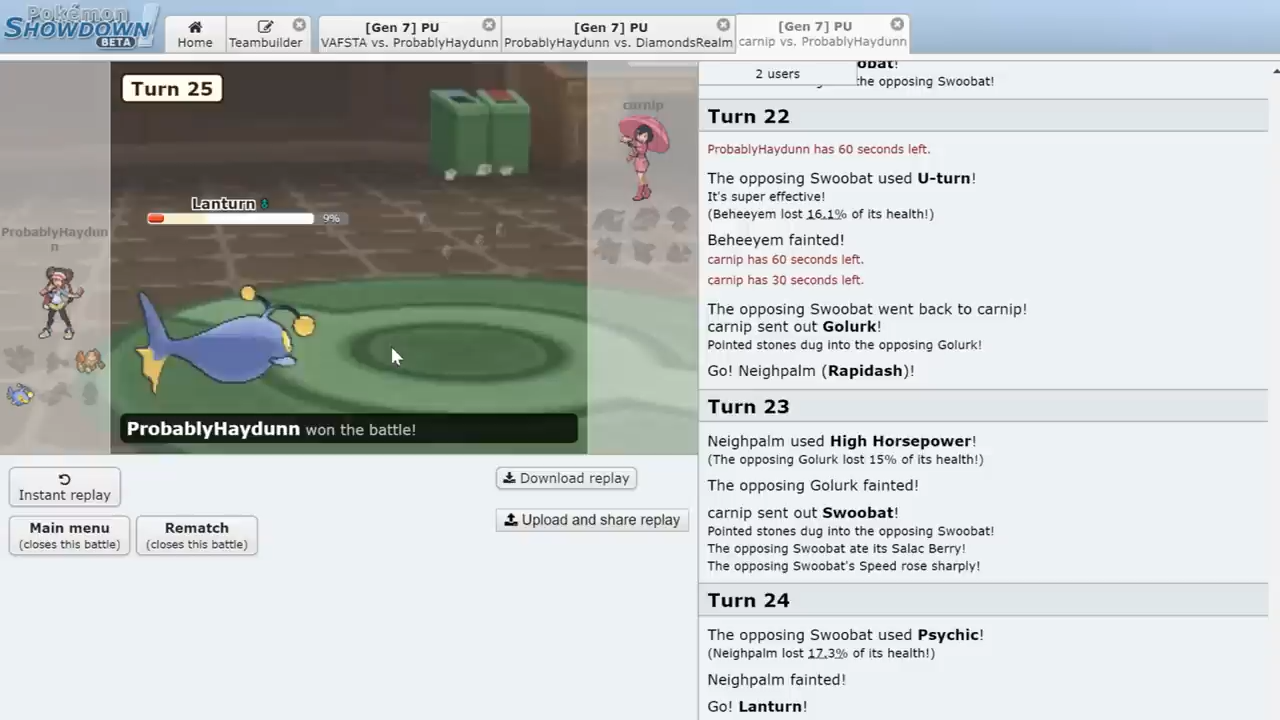 Pokémon
SHOWDOWN!
BETA
Home
Teambuilder
[Gen 7] PU
VAFSTA vs. ProbablyHaydunn
[Gen 7] PU
ProbablyHaydunn vs. DiamondsRealm
[Gen 7] PU
carnip vs. ProbablyHaydunn
Turn 25
carnip
Lanturn
9%
ProbablyHaydun
n
ProbablyHaydunn won the battle!
Instant replay
Download replay
Upload and share replay
Main menu
(closes this battle)
Rematch
(closes this battle)
2 users
the opposing Swoobat!
Turn 22
ProbablyHaydunn has 60 seconds left.
The opposing Swoobat used U-turn!
It's super effective!
(Beheeyem lost 16.1% of its health!)
Beheeyem fainted!
carnip has 60 seconds left.
carnip has 30 seconds left.
The opposing Swoobat went back to carnip!
carnip sent out Golurk!
Pointed stones dug into the opposing Golurk!
Go! Neighpalm (Rapidash)!
Turn 23
Neighpalm used High Horsepower!
(The opposing Golurk lost 15% of its health!)
The opposing Golurk fainted!
carnip sent out Swoobat!
Pointed stones dug into the opposing Swoobat!
The opposing Swoobat ate its Salac Berry!
The opposing Swoobat's Speed rose sharply!
Turn 24
The opposing Swoobat used Psychic!
(Neighpalm lost 17.3% of its health!)
Neighpalm fainted!
Go! Lanturn!